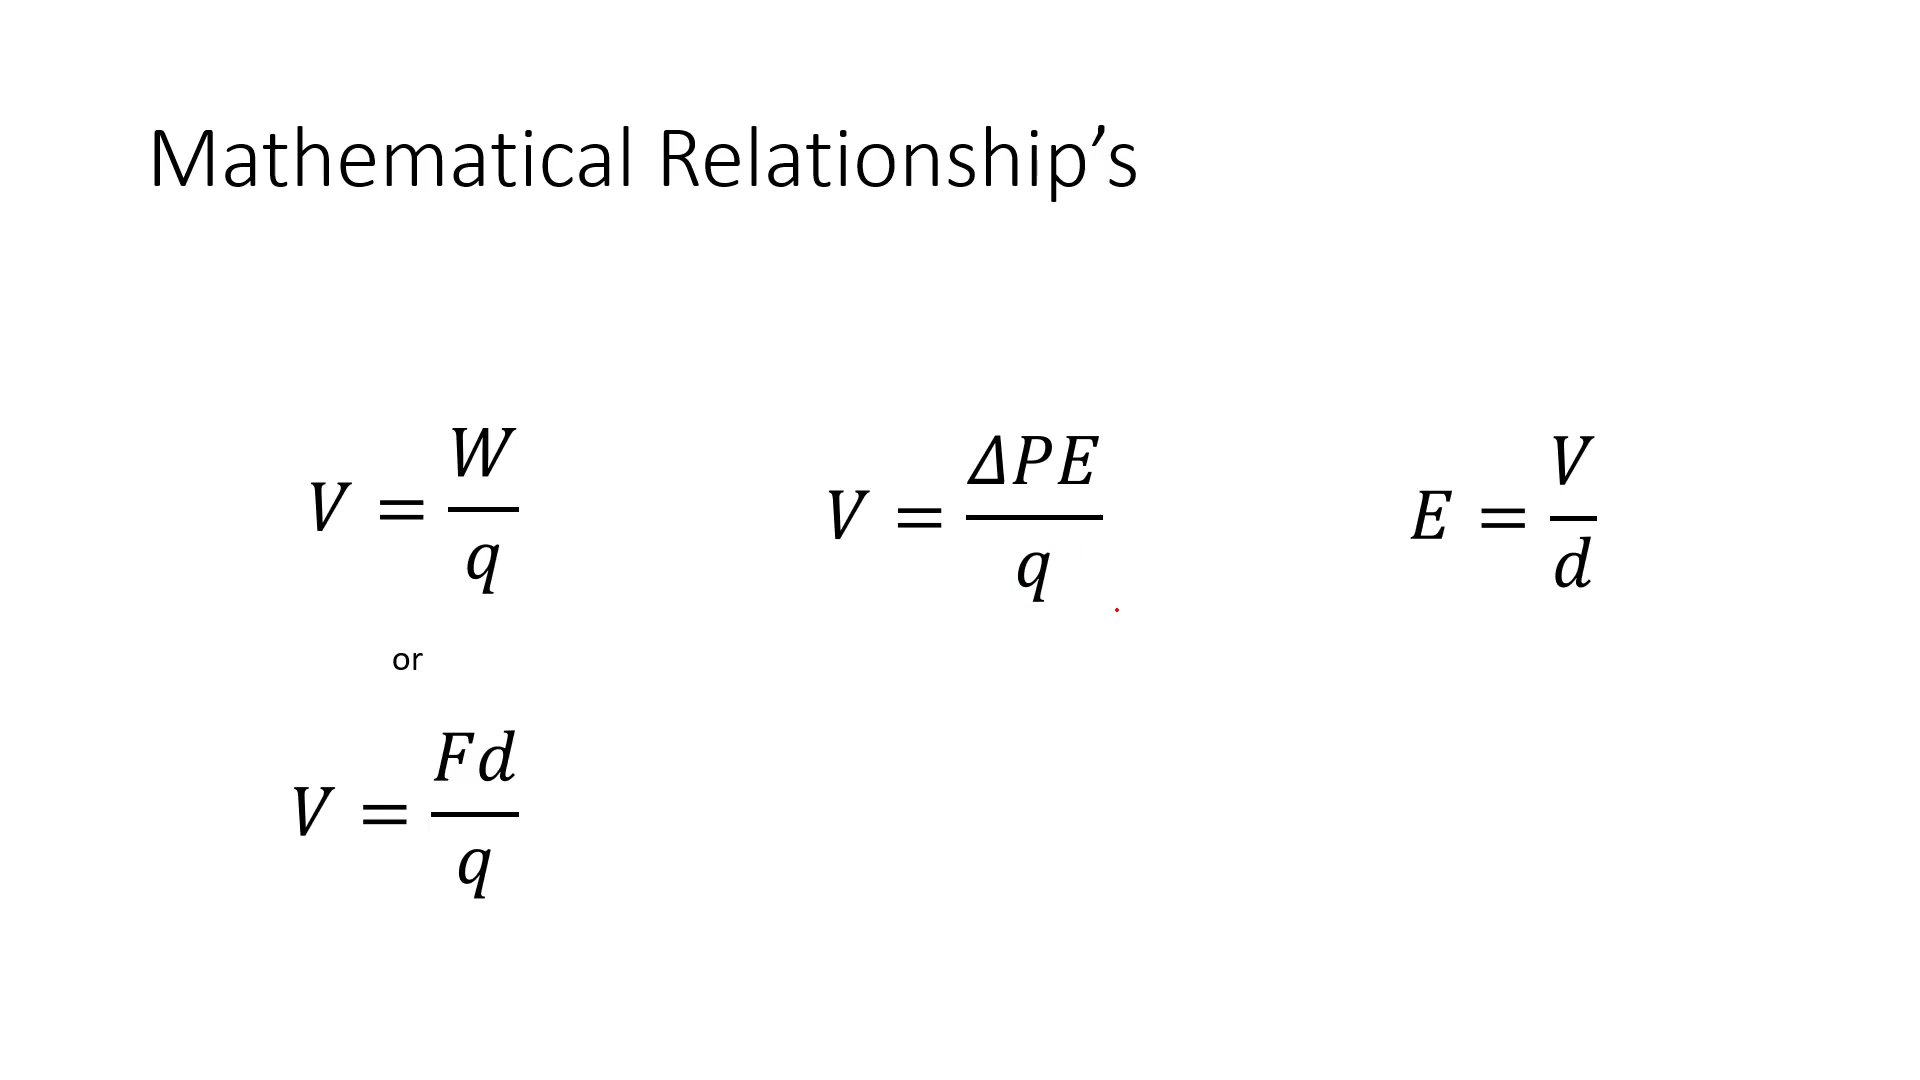 Mathematical Relationship’s
V = W/q
V = ΔPE/q
E = V/d
or
V = Fd/q